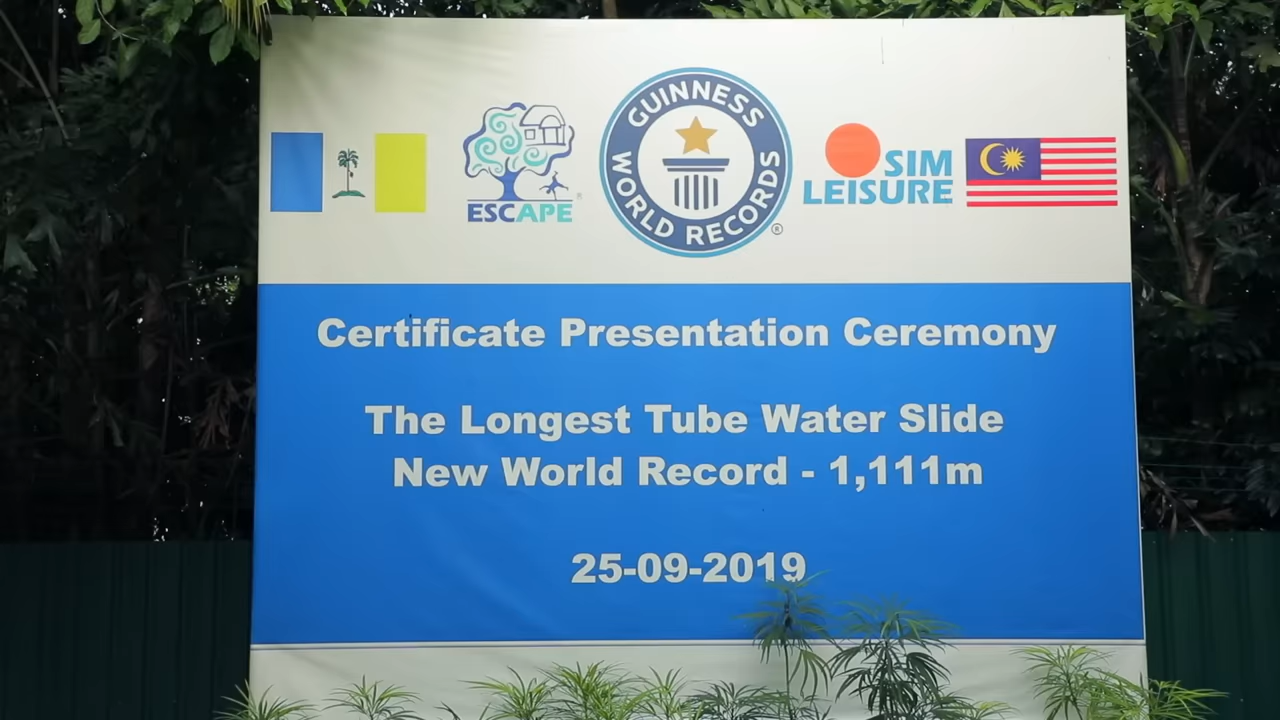 ESCAPE
®
GUINNESS
WORLD RECORDS
®
SIM
LEISURE
Certificate Presentation Ceremony
The Longest Tube Water Slide
New World Record - 1,111m
25-09-2019